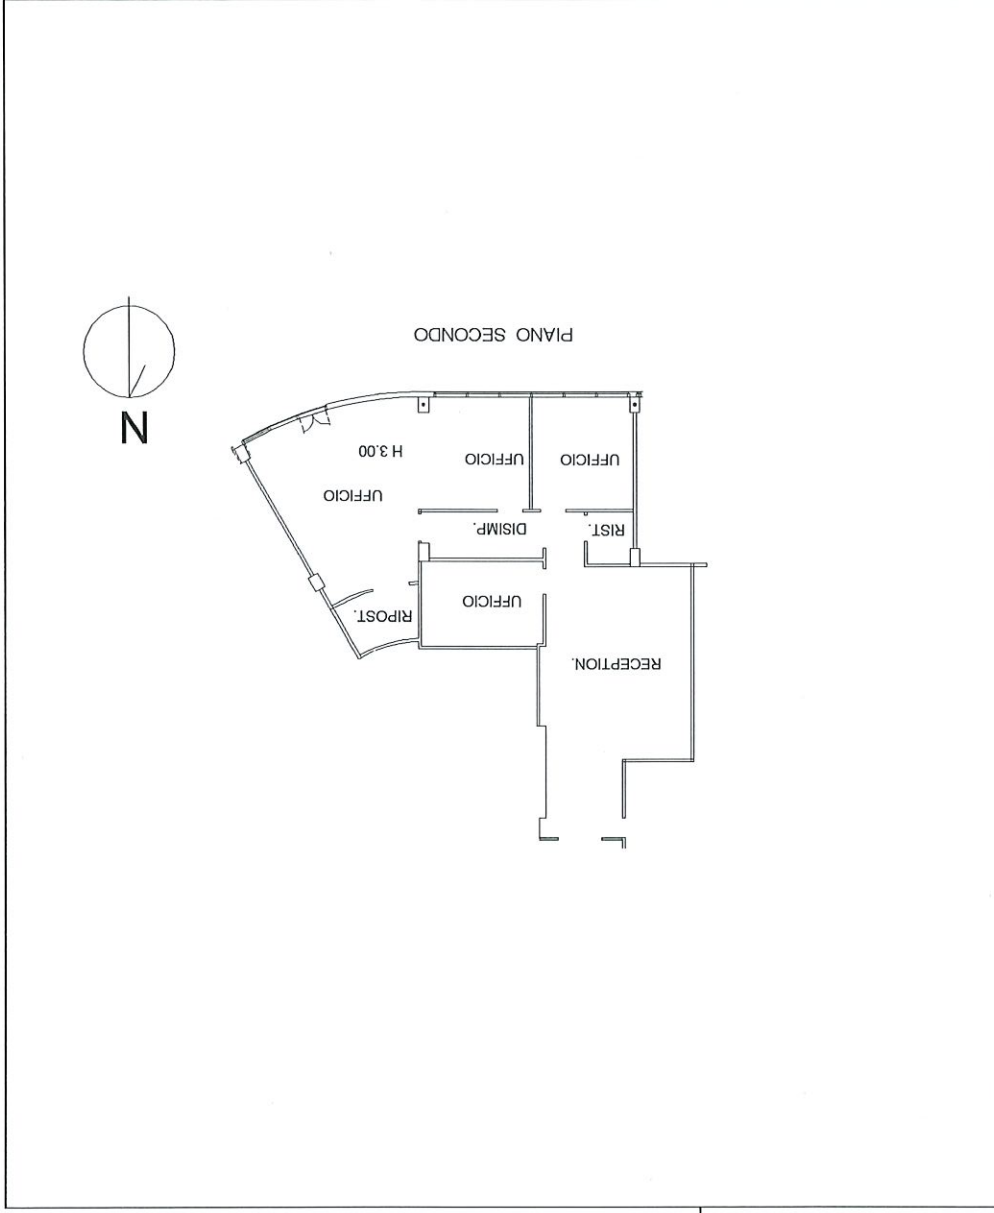 PIANO SECONDO
N
H 3.00
UFFICIO
UFFICIO
UFFICIO
DISIMP.
RIST.
UFFICIO
RIPOST.
RECEPTION.